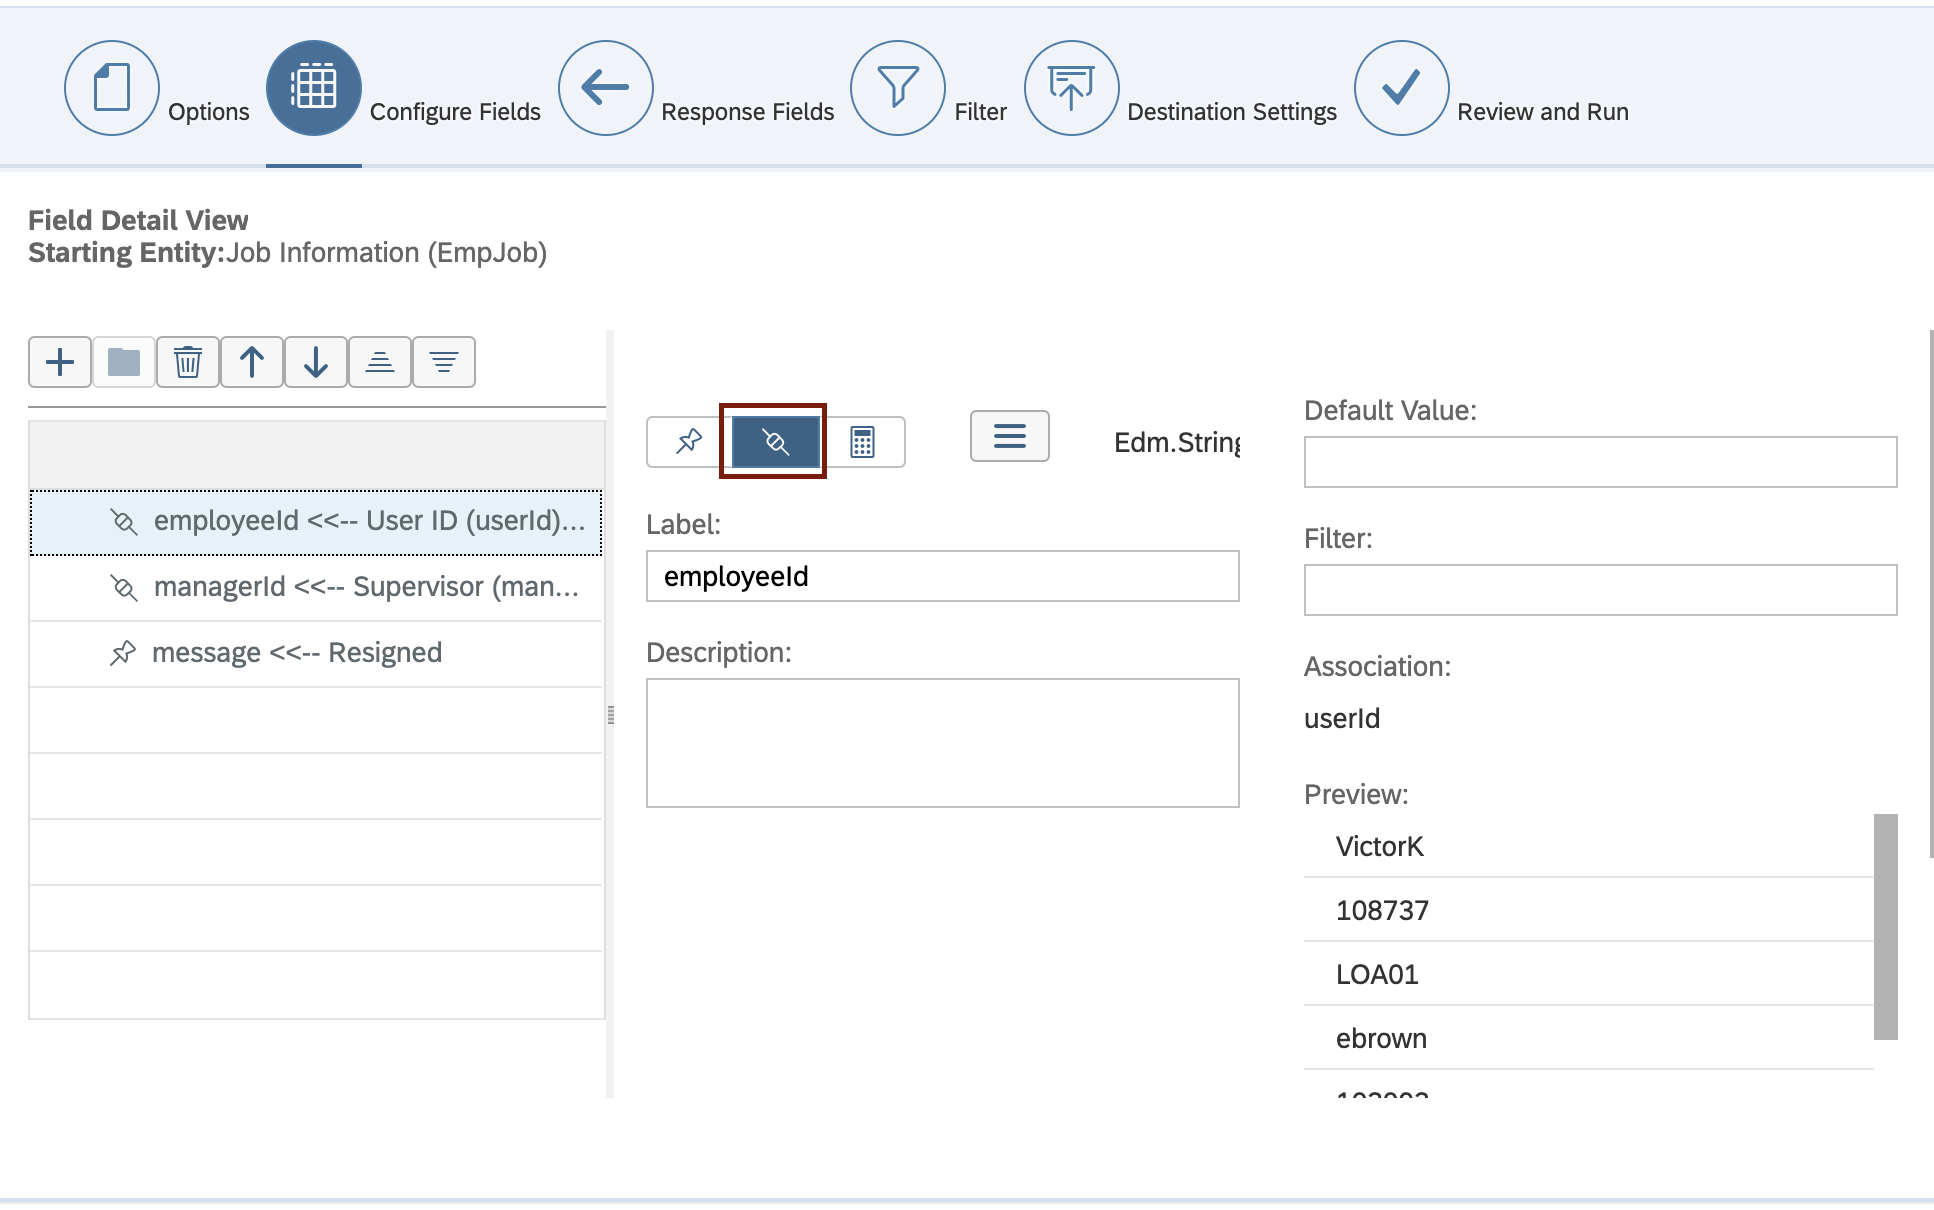 Options
Configure Fields
Response Fields
Filter
Destination Settings
Review and Run
Field Detail View
Starting Entity:Job Information (EmpJob)
employeeId <<-- User ID (userId)...
managerId <<-- Supervisor (man...
message <<-- Resigned
Edm.String
Label:
employeeId
Description:
Default Value:
Filter:
Association:
userId
Preview:
VictorK
108737
LOA01
ebrown